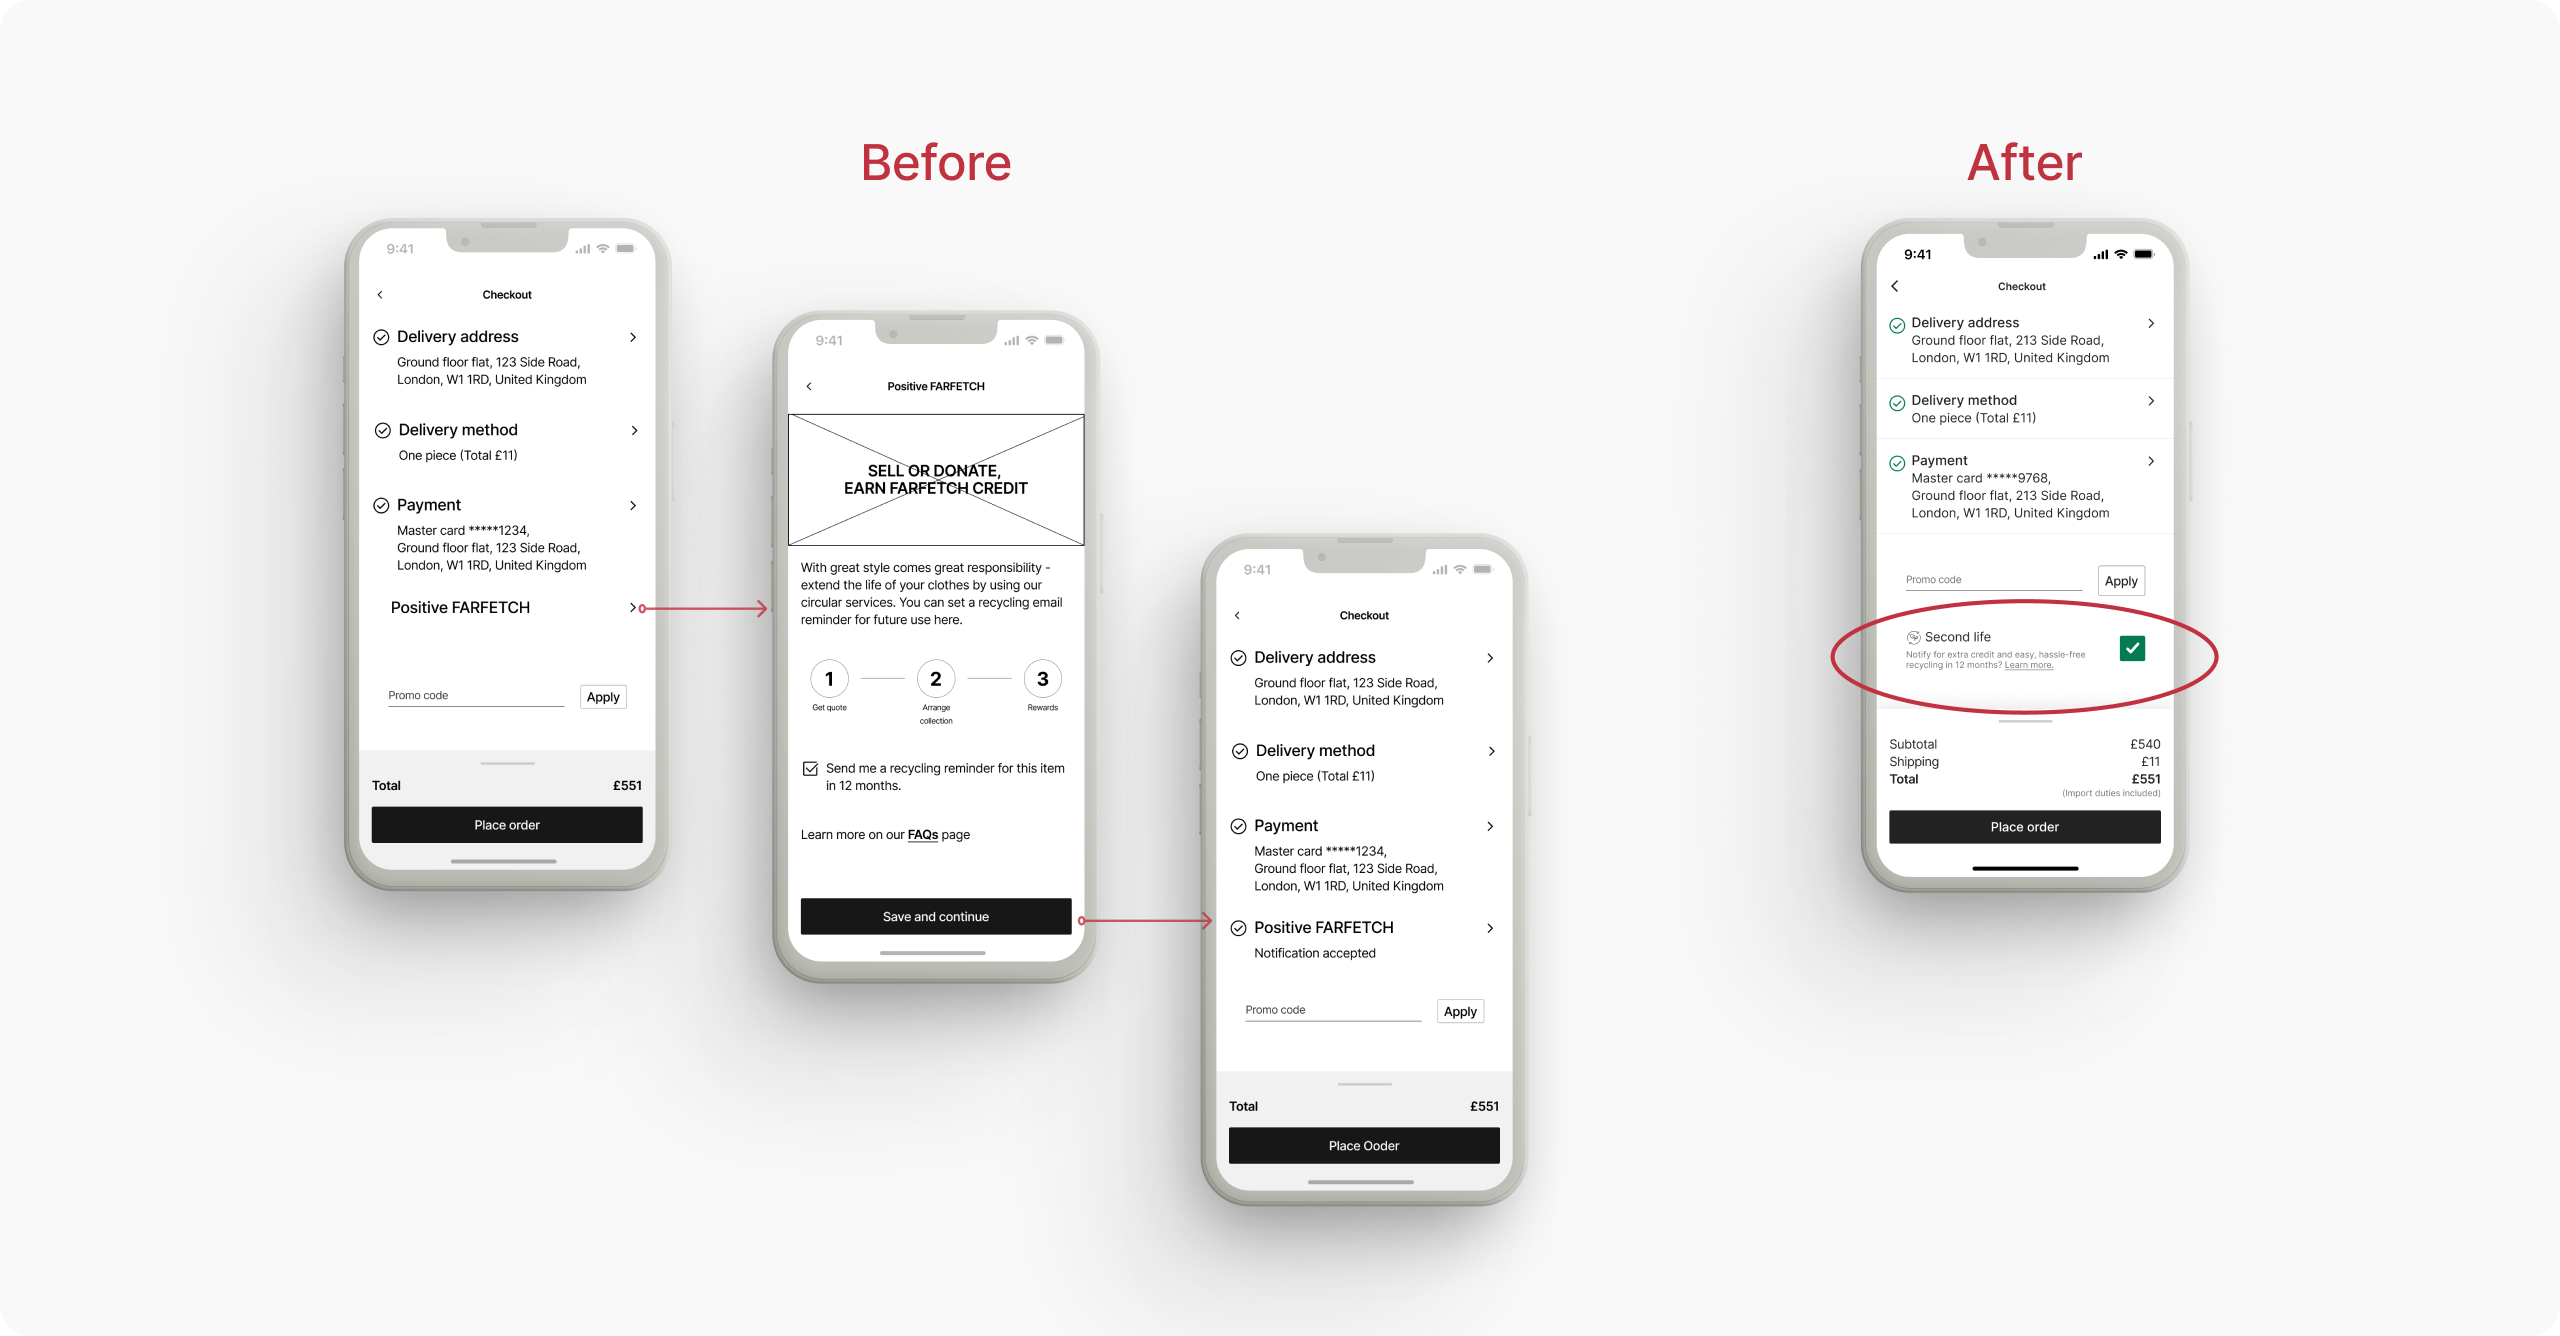 Before
After
9:41
Checkout
Delivery address
Ground floor flat, 123 Side Road,
London, W1 1RD, United Kingdom
Delivery method
One piece (Total £11)
Payment
Master card *****1234,
Ground floor flat, 123 Side Road,
London, W1 1RD, United Kingdom
Positive FARFETCH
Promo code
Apply
Total £551
Place order
9:41
Positive FARFETCH
SELL OR DONATE,
EARN FARFETCH CREDIT
With great style comes great responsibility -
extend the life of your clothes by using our
circular services. You can set a recycling email
reminder for future use here.
1 2 3
Get quote
Arrange
collection
Rewards
Send me a recycling reminder for this item
in 12 months.
Learn more on our FAQs page
Save and continue
9:41
Checkout
Delivery address
Ground floor flat, 123 Side Road,
London, W1 1RD, United Kingdom
Delivery method
One piece (Total £11)
Payment
Master card *****1234,
Ground floor flat, 123 Side Road,
London, W1 1RD, United Kingdom
Positive FARFETCH
Notification accepted
Promo code
Apply
Total £551
Place Ooder
9:41
Checkout
Delivery address
Ground floor flat, 213 Side Road,
London, W1 1RD, United Kingdom
Delivery method
One piece (Total £11)
Payment
Master card *****9768,
Ground floor flat, 213 Side Road,
London, W1 1RD, United Kingdom
Promo code
Apply
Second life
Notify for extra credit and easy, hassle-free
recycling in 12 months? Learn more.
Subtotal £540
Shipping £11
Total £551
(Import duties included)
Place order